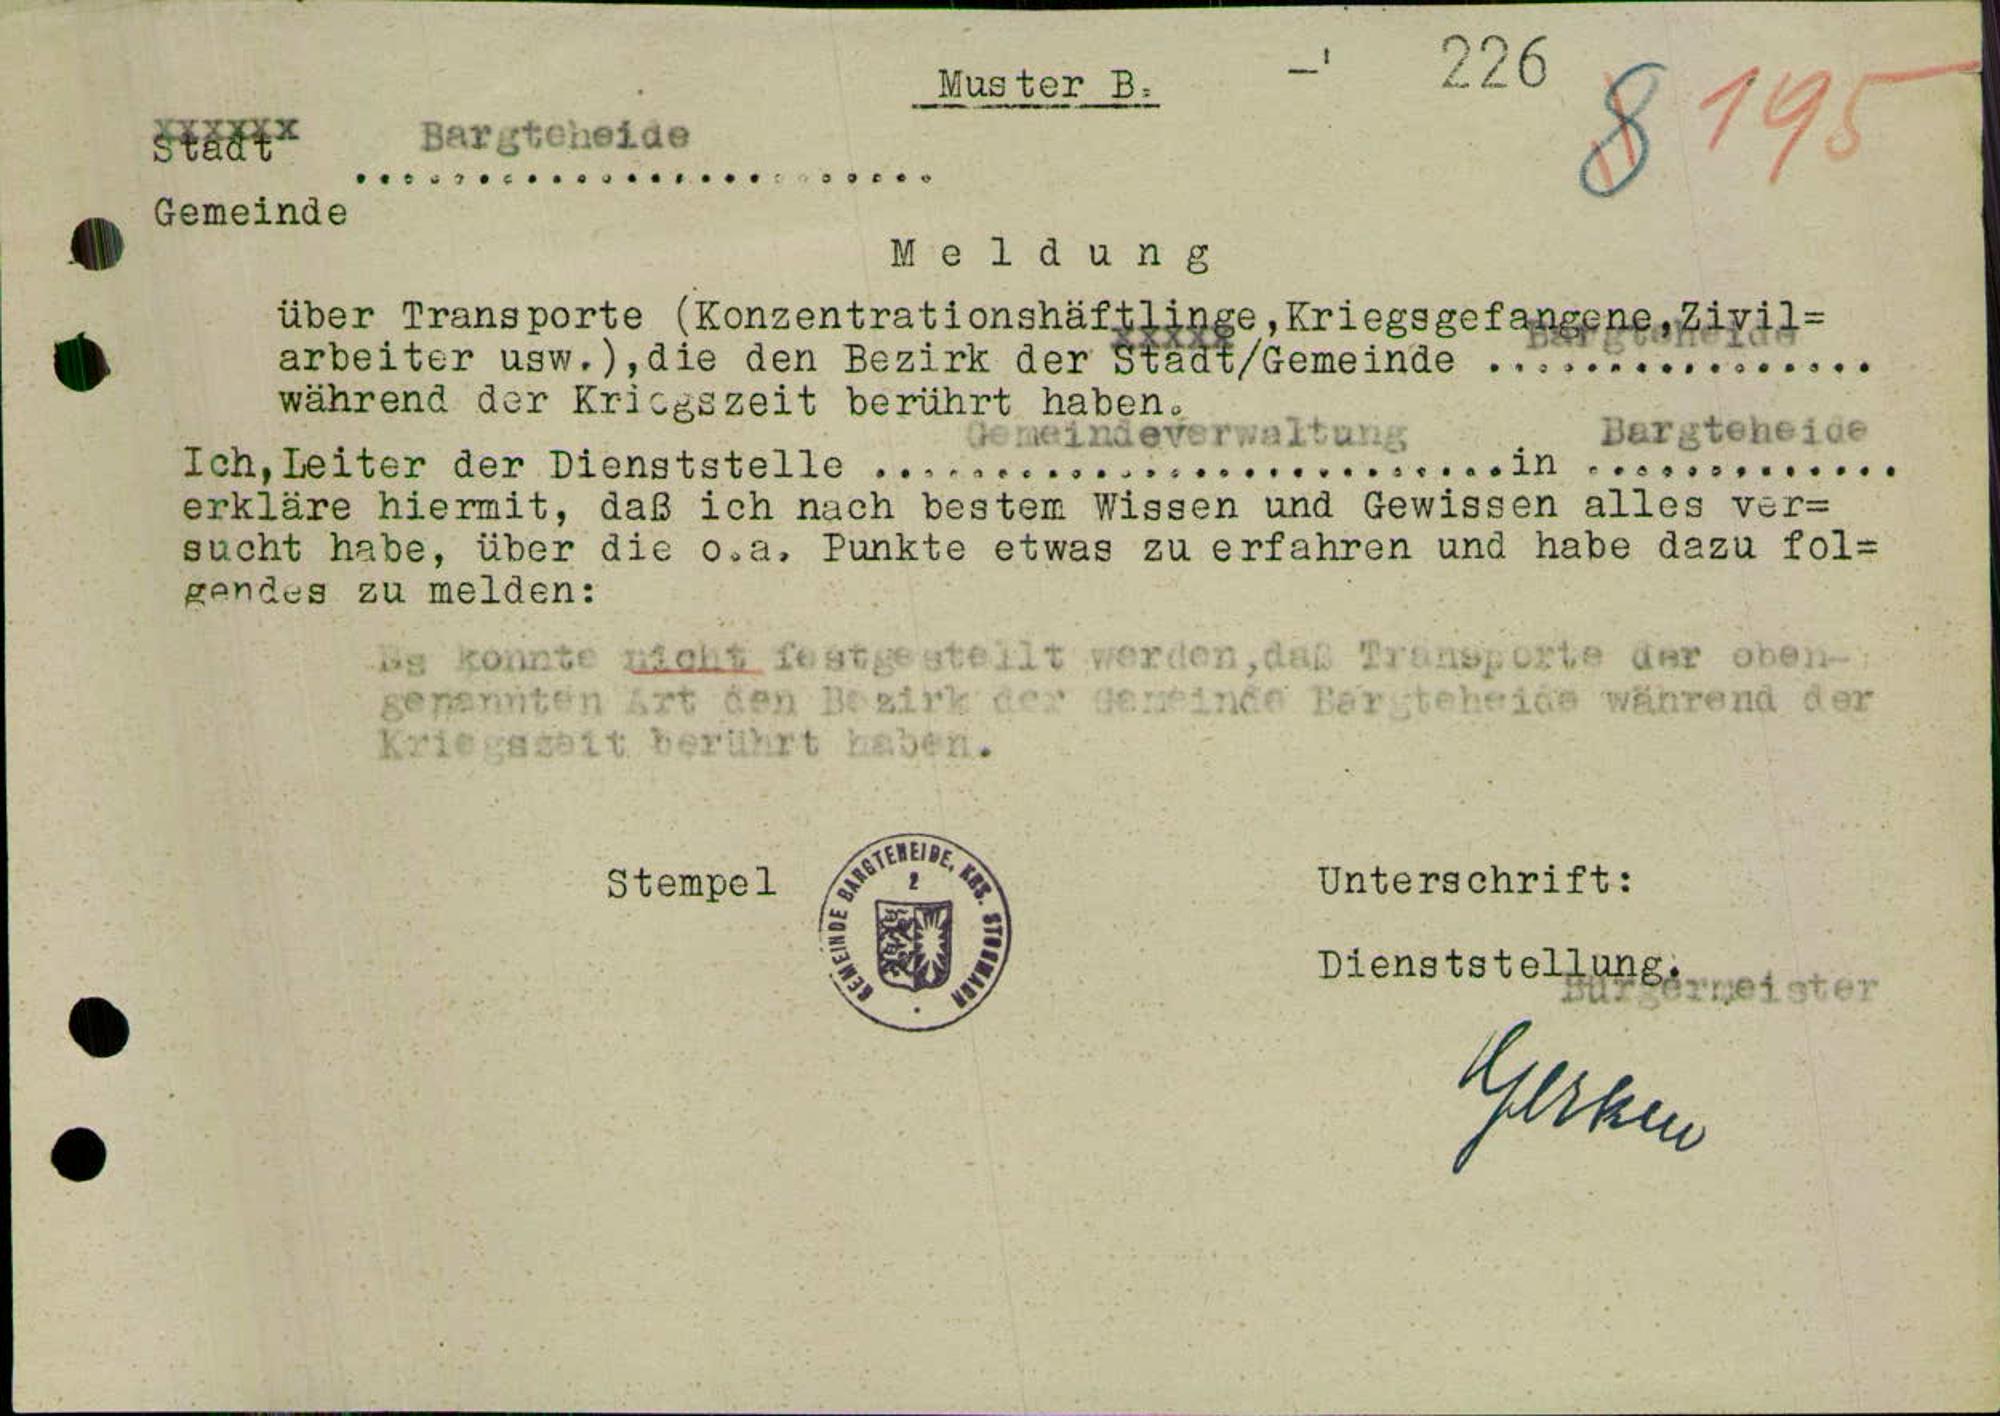 Muster B.
226
8 195
Stadt Bargteheide
........................
Gemeinde
Meldung
über Transporte (Konzentrationshäftlinge,Kriegsgefangene,Zivil=
arbeiter usw.),die den Bezirk der Stadt/Gemeinde Bargteheide
während der Kriegszeit berührt haben.
Ich,Leiter der Dienststelle Gemeindeverwaltung in Bargteheide
erkläre hiermit, daß ich nach bestem Wissen und Gewissen alles ver=
sucht habe, über die o.a. Punkte etwas zu erfahren und habe dazu fol=
gendes zu melden:
Es konnte nicht festgestellt werden,daß Transporte der oben-
genannten Art den Bezirk der Gemeinde Bargteheide während der
Kriegszeit berührt haben.
Stempel
GEMEINDE BARGTEHEIDE, KRS. STORMARN
2
Unterschrift:
Dienststellung.
Bürgermeister
Gerken